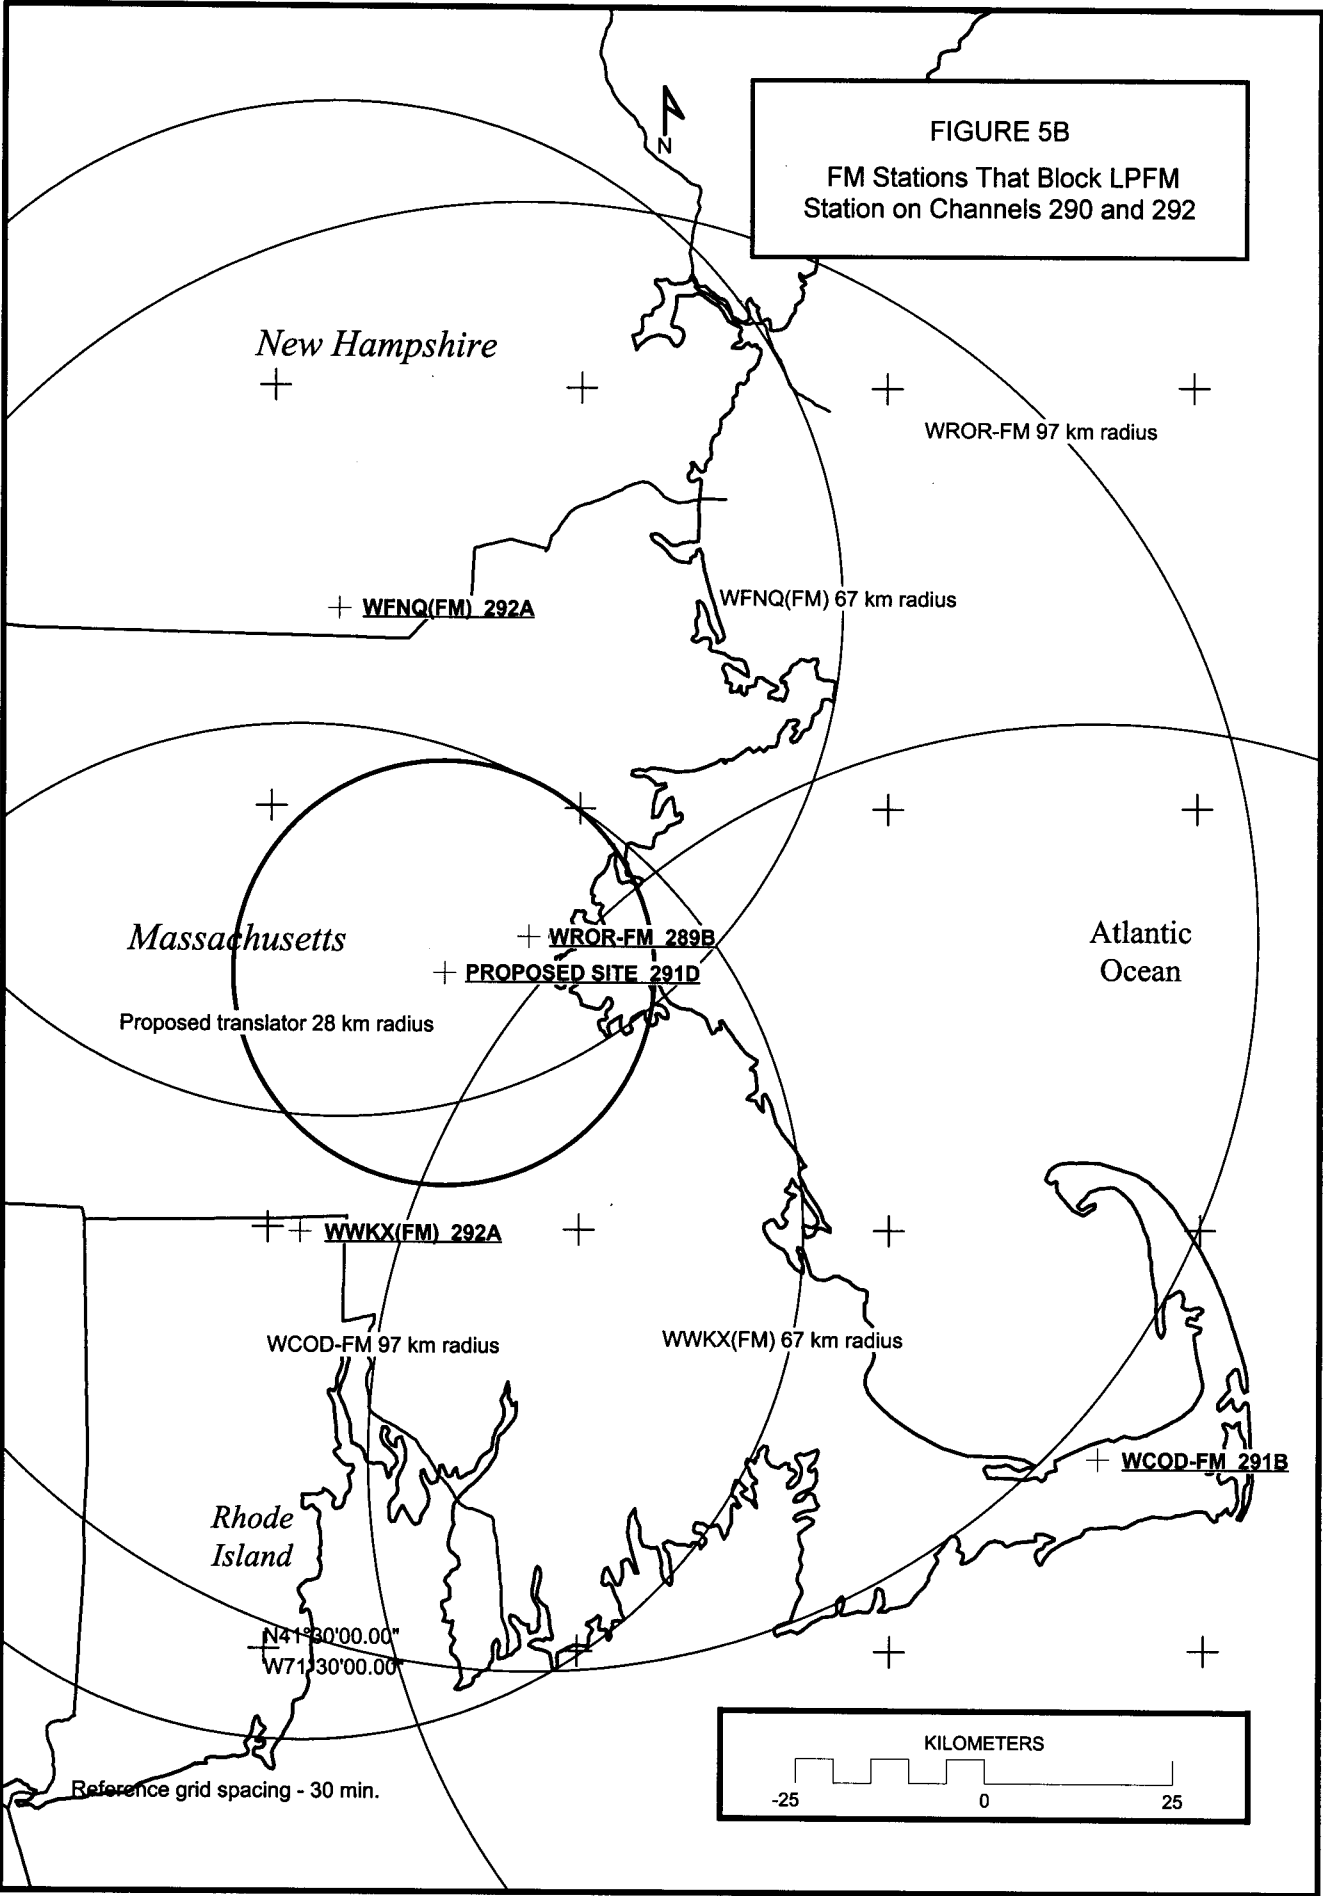 FIGURE 5B
FM Stations That Block LPFM
Station on Channels 290 and 292
N
New Hampshire
WROR-FM 97 km radius
WFNQ(FM) 292A
WFNQ(FM) 67 km radius
Massachusetts
WROR-FM 289B
Atlantic
Ocean
PROPOSED SITE 291D
Proposed translator 28 km radius
WWKX(FM) 292A
WCOD-FM 97 km radius
WWKX(FM) 67 km radius
WCOD-FM 291B
Rhode
Island
N41°30'00.00"
W71°30'00.00"
KILOMETERS
-25 0 25
Reference grid spacing - 30 min.